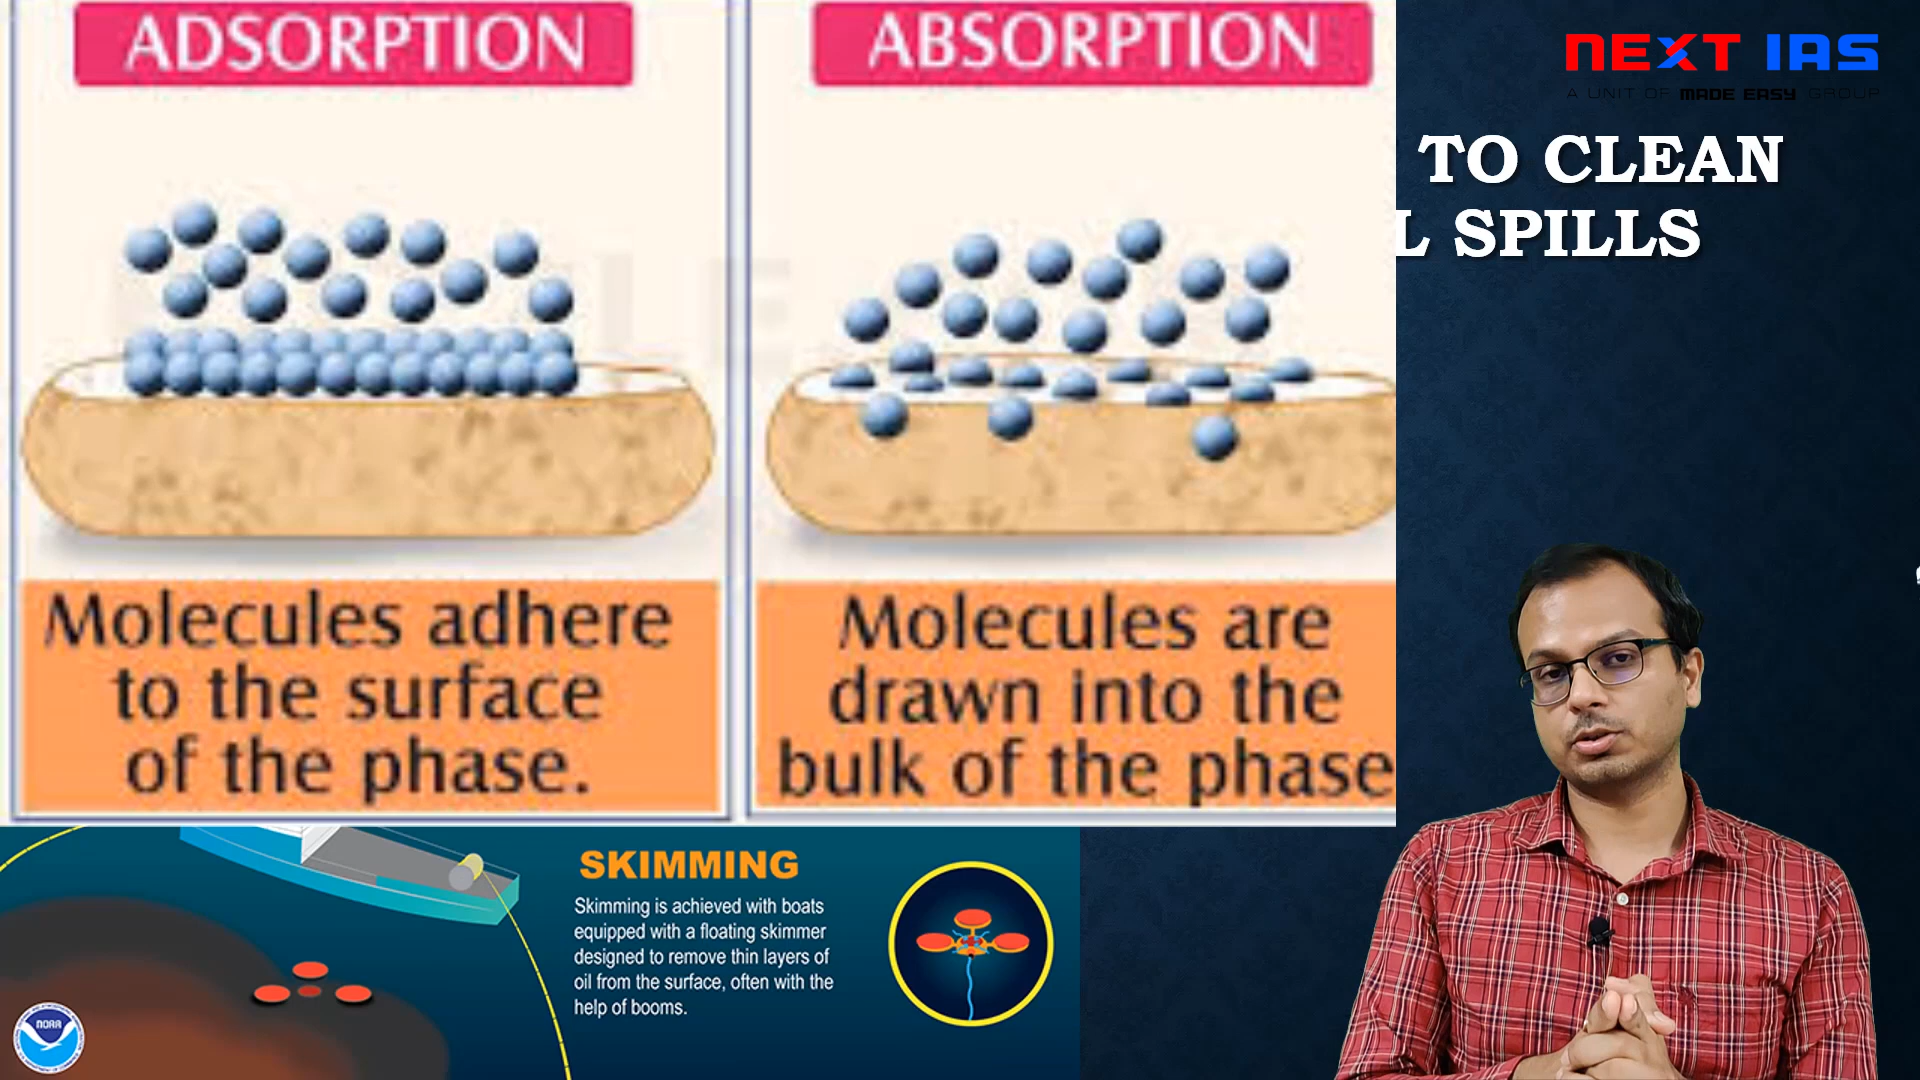 ADSORPTION
ABSORPTION
NEXT IAS
A UNIT OF MADE EASY GROUP
TO CLEAN
L SPILLS
Molecules adhere
to the surface
of the phase.
Molecules are
drawn into the
bulk of the phase
SKIMMING
Skimming is achieved with boats
equipped with a floating skimmer
designed to remove thin layers of
oil from the surface, often with the
help of booms.
NOAA